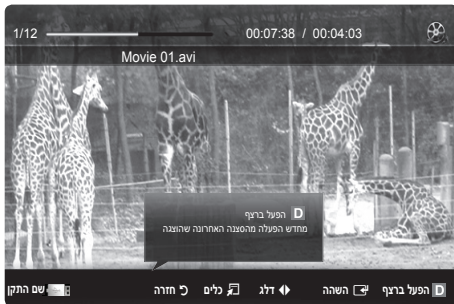 1/12 00:07:38 / 00:04:03
Movie 01.avi
D הפעל ברצף
מחדש הפעלה מהסצנה האחרונה שהוצגה
D הפעל ברצף השהה דלג כלים חזרה שם התקן